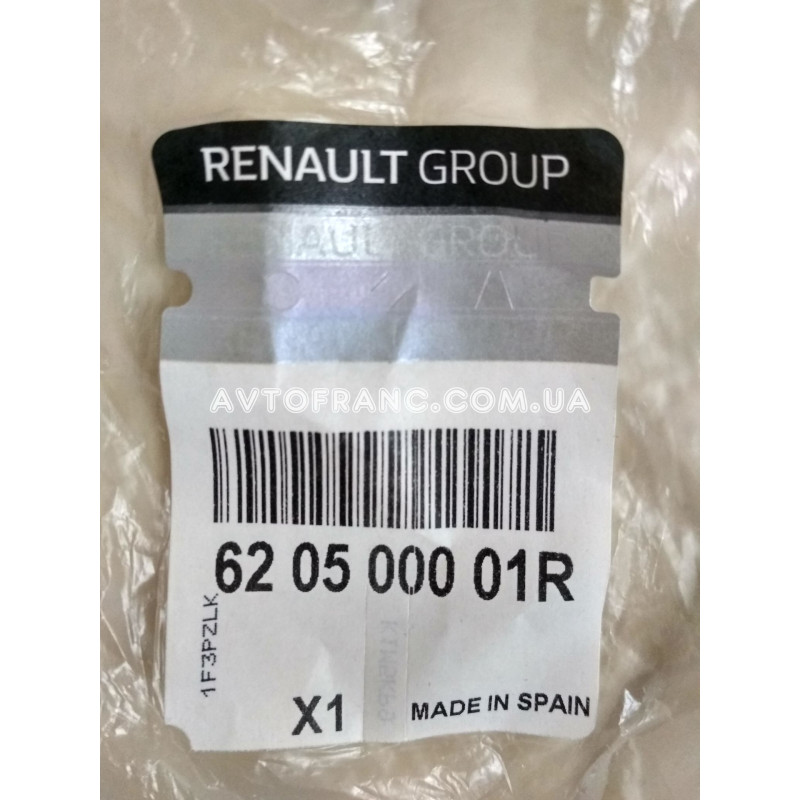 RENAULT GROUP
AVTOFRANC.COM.UA
62 05 000 01R
1F3PZLK
X1
MADE IN SPAIN